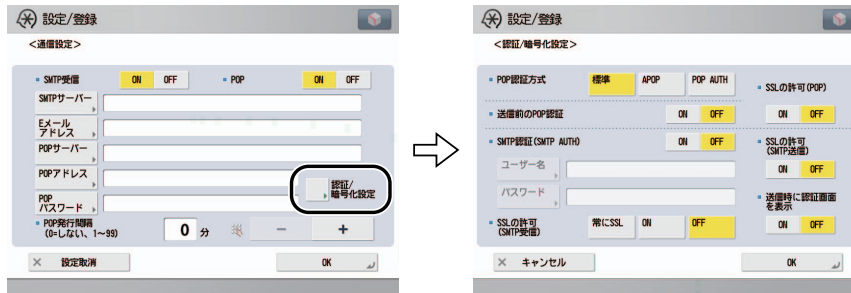 設定/登録
<通信設定>
SMTP受信 ON OFF POP ON OFF
SMTPサーバー
Eメール
アドレス
POPサーバー
POPアドレス
POP
パスワード
認証/
暗号化設定
POP発行間隔
(0=しない、1~99)
0 分 － +
× 設定取消 OK
設定/登録
<認証/暗号化設定>
POP認証方式 標準 APOP POP AUTH
SSLの許可(POP)
ON OFF
送信前のPOP認証 ON OFF
SMTP認証(SMTP AUTH) ON OFF
SSLの許可
(SMTP送信)
ON OFF
ユーザー名
パスワード
送信時に認証画面
を表示
ON OFF
SSLの許可
(SMTP受信)
常にSSL ON OFF
× キャンセル OK